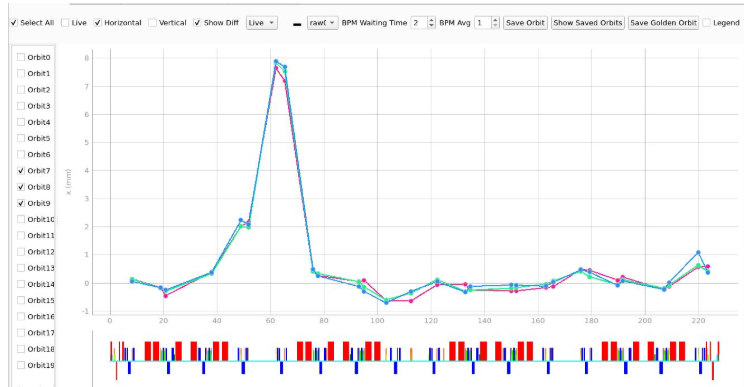 Select All Live Horizontal Vertical Show Diff Live raw( BPM Waiting Time 2 BPM Avg 1 Save Orbit Show Saved Orbits Save Golden Orbit Legend
Orbit0
Orbit1
Orbit2
Orbit3
Orbit4
Orbit5
Orbit6
Orbit7
Orbit8
Orbit9
Orbit10
Orbit11
Orbit12
Orbit13
Orbit14
Orbit15
Orbit16
Orbit17
Orbit18
Orbit19
x (mm)
8
7
6
5
4
3
2
1
0
-1
0 20 40 60 80 100 120 140 160 180 200 220